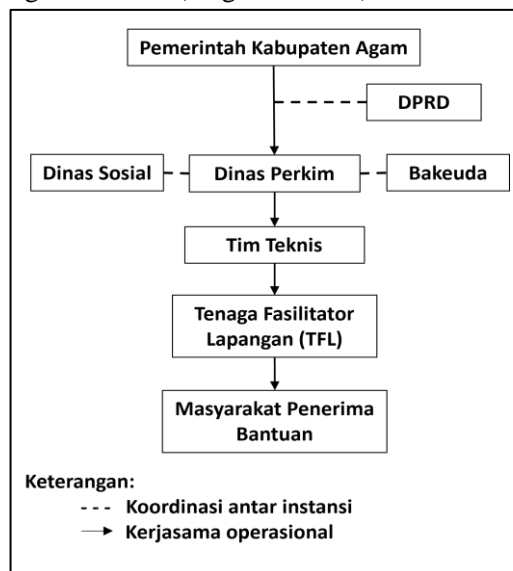 Pemerintah Kabupaten Agam
DPRD
Dinas Sosial
Dinas Perkim
Bakeuda
Tim Teknis
Tenaga Fasilitator
Lapangan (TFL)
Masyarakat Penerima
Bantuan
Keterangan:
--- Koordinasi antar instansi
→ Kerjasama operasional